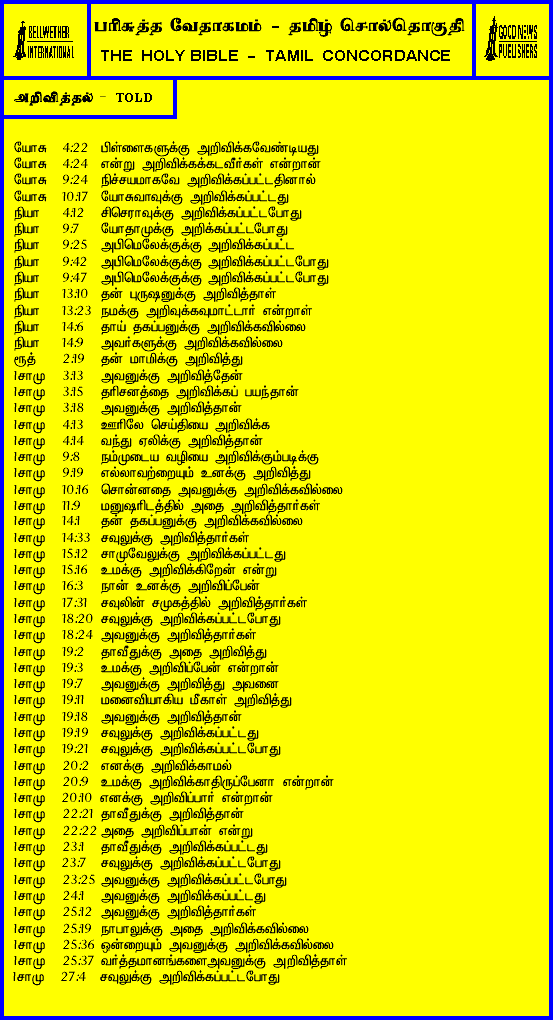 BELLWETHER
INTERNATIONAL
பரிசுத்த வேதாகமம் – தமிழ் சொல்தொகுதி
THE HOLY BIBLE – TAMIL CONCORDANCE
GOOD NEWS
PUBLISHERS
அறிவித்தல் – TOLD
யோசு 4:22 பிள்ளைகளுக்கு அறிவிக்கவேண்டியது
யோசு 4:24 என்று அறிவிக்கக்கடவீர்கள் என்றான்
யோசு 9:24 நிச்சயமாகவே அறிவிக்கப்பட்டதினால்
யோசு 10:17 யோசுவாவுக்கு அறிவிக்கப்பட்டது
நியா 4:12 சிசெராவுக்கு அறிவிக்கப்பட்டபோது
நியா 9:7 யோதாமுக்கு அறிக்கப்பட்டபோது
நியா 9:25 அபிமெலேக்குக்கு அறிவிக்கப்பட்ட
நியா 9:42 அபிமெலேக்குக்கு அறிவிக்கப்பட்டபோது
நியா 9:47 அபிமெலேக்குக்கு அறிவிக்கப்பட்டபோது
நியா 13:10 தன் புருஷனுக்கு அறிவித்தாள்
நியா 13:23 நமக்கு அறிவுக்கவுமாட்டார் என்றாள்
நியா 14:6 தாய் தகப்பனுக்கு அறிவிக்கவில்லை
நியா 14:9 அவர்களுக்கு அறிவிக்கவில்லை
ரூத் 2:19 தன் மாமிக்கு அறிவித்து
1சாமு 3:13 அவனுக்கு அறிவித்தேன்
1சாமு 3:15 தரிசனத்தை அறிவிக்கப் பயந்தான்
1சாமு 3:18 அவனுக்கு அறிவித்தான்
1சாமு 4:13 ஊரிலே செய்தியை அறிவிக்க
1சாமு 4:14 வந்து ஏலிக்கு அறிவித்தான்
1சாமு 9:8 நம்முடைய வழியை அறிவிக்கும்படிக்கு
1சாமு 9:19 எல்லாவற்றையும் உனக்கு அறிவித்து
1சாமு 10:16 சொன்னதை அவனுக்கு அறிவிக்கவில்லை
1சாமு 11:9 மனுஷரிடத்தில் அதை அறிவித்தார்கள்
1சாமு 14:1 தன் தகப்பனுக்கு அறிவிக்கவில்லை
1சாமு 14:33 சவுலுக்கு அறிவித்தார்கள்
1சாமு 15:12 சாமுவேலுக்கு அறிவிக்கப்பட்டது
1சாமு 15:16 உமக்கு அறிவிக்கிறேன் என்று
1சாமு 16:3 நான் உனக்கு அறிவிப்பேன்
1சாமு 17:31 சவுலின் சமுகத்தில் அறிவித்தார்கள்
1சாமு 18:20 சவுலுக்கு அறிவிக்கப்பட்டபோது
1சாமு 18:24 அவனுக்கு அறிவித்தார்கள்
1சாமு 19:2 தாவீதுக்கு அதை அறிவித்து
1சாமு 19:3 உமக்கு அறிவிப்பேன் என்றான்
1சாமு 19:7 அவனுக்கு அறிவித்து அவனை
1சாமு 19:11 மனைவியாகிய மீகாள் அறிவித்து
1சாமு 19:18 அவனுக்கு அறிவித்தான்
1சாமு 19:19 சவுலுக்கு அறிவிக்கப்பட்டது
1சாமு 19:21 சவுலுக்கு அறிவிக்கப்பட்டபோது
1சாமு 20:2 எனக்கு அறிவிக்காமல்
1சாமு 20:9 உமக்கு அறிவிக்காதிருப்பேனா என்றான்
1சாமு 20:10 எனக்கு அறிவிப்பார் என்றான்
1சாமு 22:21 தாவீதுக்கு அறிவித்தான்
1சாமு 22:22 அதை அறிவிப்பான் என்று
1சாமு 23:1 தாவீதுக்கு அறிவிக்கப்பட்டது
1சாமு 23:7 சவுலுக்கு அறிவிக்கப்பட்டபோது
1சாமு 23:25 அவனுக்கு அறிவிக்கப்பட்டபோது
1சாமு 24:1 அவனுக்கு அறிவிக்கப்பட்டது
1சாமு 25:12 அவனுக்கு அறிவித்தார்கள்
1சாமு 25:19 நாபாலுக்கு அதை அறிவிக்கவில்லை
1சாமு 25:36 ஒன்றையும் அவனுக்கு அறிவிக்கவில்லை
1சாமு 25:37 வர்த்தமானங்களைஅவனுக்கு அறிவித்தாள்
1சாமு 27:4 சவுலுக்கு அறிவிக்கப்பட்டபோது